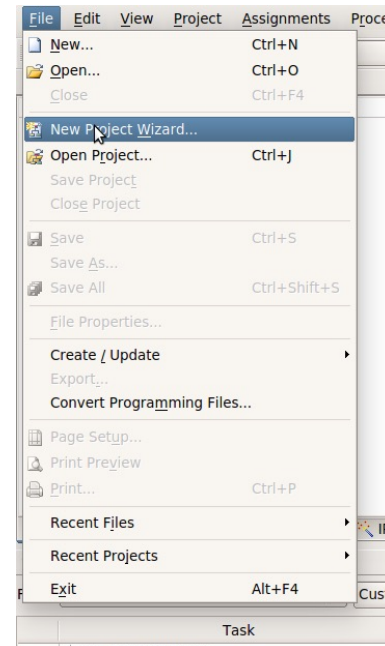 File Edit View Project Assignments
New... Ctrl+N
Open... Ctrl+O
Close Ctrl+F4
New Project Wizard...
Open Project... Ctrl+J
Save Project
Close Project
Save Ctrl+S
Save As...
Save All Ctrl+Shift+S
File Properties...
Create / Update
Export...
Convert Programming Files...
Page Setup...
Print Preview
Print... Ctrl+P
Recent Files
Recent Projects
Exit Alt+F4
Task